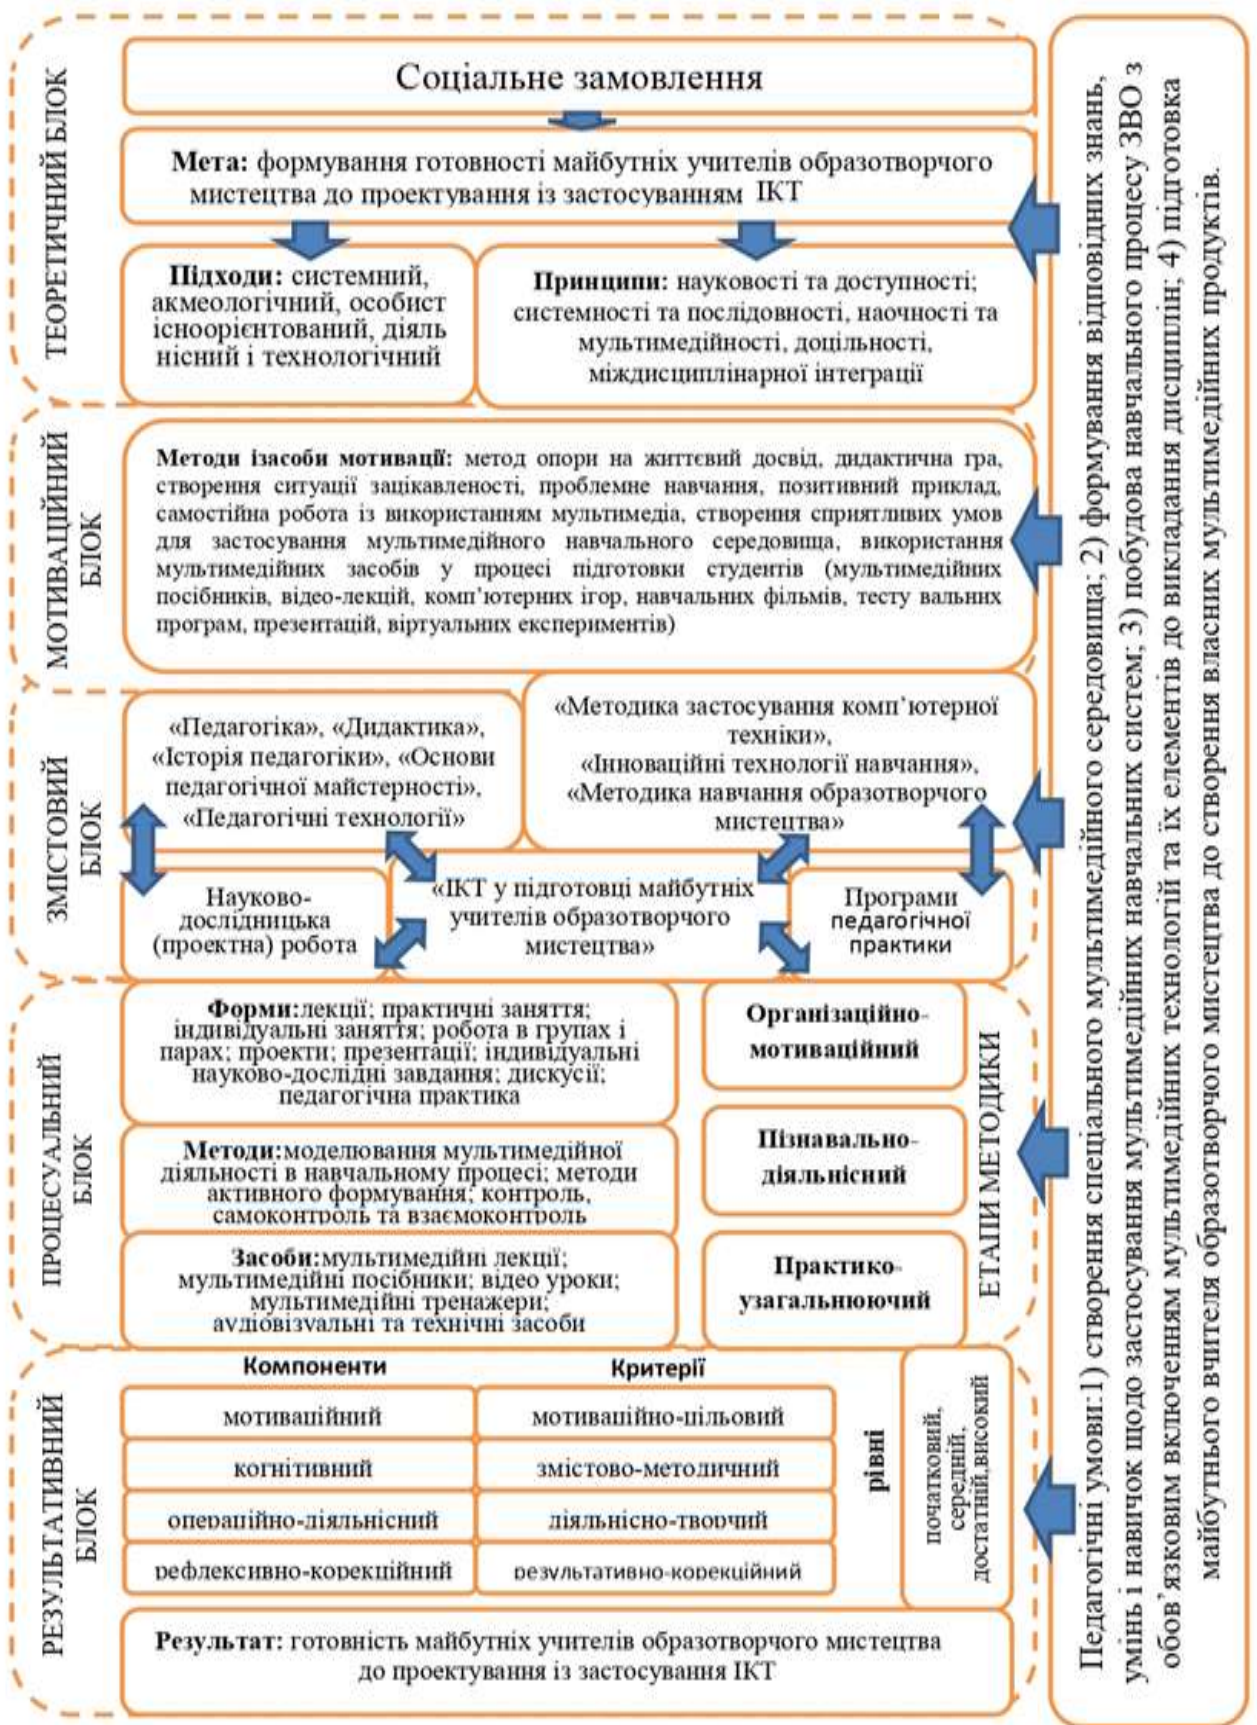 ТЕОРЕТИЧНИЙ БЛОК
Соціальне замовлення
Мета: формування готовності майбутніх учителів образотворчого
мистецтва до проектування із застосуванням ІКТ
Підходи: системний,
акмеологічний, особист
існоорієнтований, діяль
нісний і технологічний
Принципи: науковості та доступності;
системності та послідовності, наочності та
мультимедійності, доцільності,
міждисциплінарної інтеграції
МОТИВАЦІЙНИЙ
БЛОК
Методи ізасоби мотивації: метод опори на життєвий досвід, дидактична гра,
створення ситуації зацікавленості, проблемне навчання, позитивний приклад,
самостійна робота із використанням мультимедіа, створення сприятливих умов
для застосування мультимедійного навчального середовища, використання
мультимедійних засобів у процесі підготовки студентів (мультимедійних
посібників, відео-лекцій, комп’ютерних ігор, навчальних фільмів, тесту вальних
програм, презентацій, віртуальних експериментів)
ЗМІСТОВИЙ
БЛОК
«Педагогіка», «Дидактика»,
«Історія педагогіки», «Основи
педагогічної майстерності»,
«Педагогічні технології»
«Методика застосування комп’ютерної
техніки»,
«Інноваційні технології навчання»,
«Методика навчання образотворчого
мистецтва»
Науково-
дослідницька
(проектна) робота
«ІКТ у підготовці майбутніх
учителів образотворчого
мистецтва»
Програми
педагогічної
практики
ПРОЦЕСУАЛЬНИЙ
БЛОК
Форми:лекції; практичні заняття;
індивідуальні заняття; робота в групах і
парах; проекти; презентації; індивідуальні
науково-дослідні завдання; дискусії;
педагогічна практика
Методи:моделювання мультимедійної
діяльності в навчальному процесі; методи
активного формування; контроль,
самоконтроль та взаємоконтроль
Засоби:мультимедійні лекції;
мультимедійні посібники; відео уроки;
мультимедійні тренажери;
аудіовізуальні та технічні засоби
Організаційно-
мотиваційний
Пізнавально-
діяльнісний
Практико-
узагальнюючий
ЕТАПИ МЕТОДИКИ
РЕЗУЛЬТАТИВНИЙ
БЛОК
Компоненти
Критерії
мотиваційний
мотиваційно-цільовий
когнітивний
змістово-методичний
операційно-діяльнісний
діяльнісно-творчий
рефлексивно-корекційний
результативно-корекційний
рівні
початковий,
середній,
достатній,високий
Результат: готовність майбутніх учителів образотворчого мистецтва
до проектування із застосування ІКТ
Педагогічні умови:1) створення спеціального мультимедійного середовища; 2) формування відповідних знань,
умінь і навичок щодо застосування мультимедійних навчальних систем; 3) побудова навчального процесу ЗВО з
обов’язковим включенням мультимедійних технологій та їх елементів до викладання дисциплін; 4) підготовка
майбутнього вчителя образотворчого мистецтва до створення власних мультимедійних продуктів.